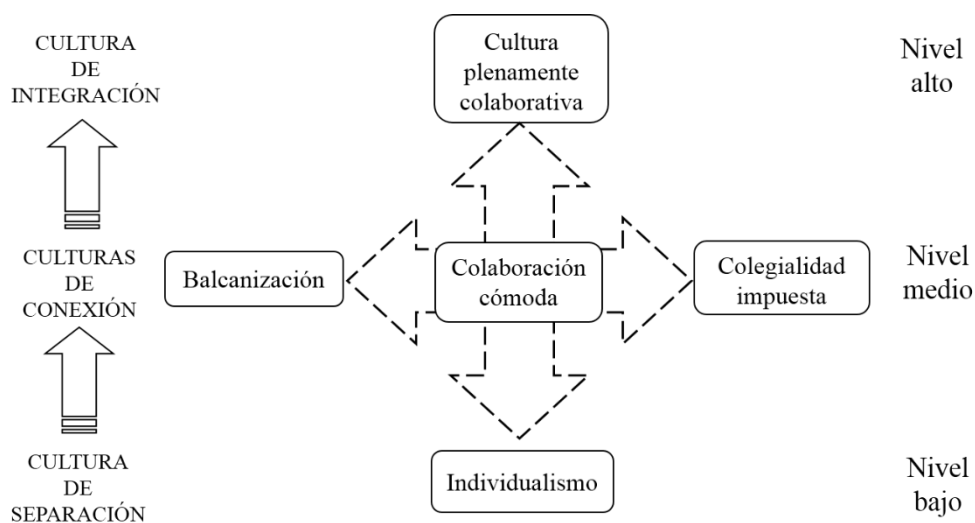 CULTURA
DE
INTEGRACIÓN
Cultura
plenamente
colaborativa
Nivel
alto
CULTURAS
DE
CONEXIÓN
Balcanización
Colaboración
cómoda
Colegialidad
impuesta
Nivel
medio
CULTURA
DE
SEPARACIÓN
Individualismo
Nivel
bajo